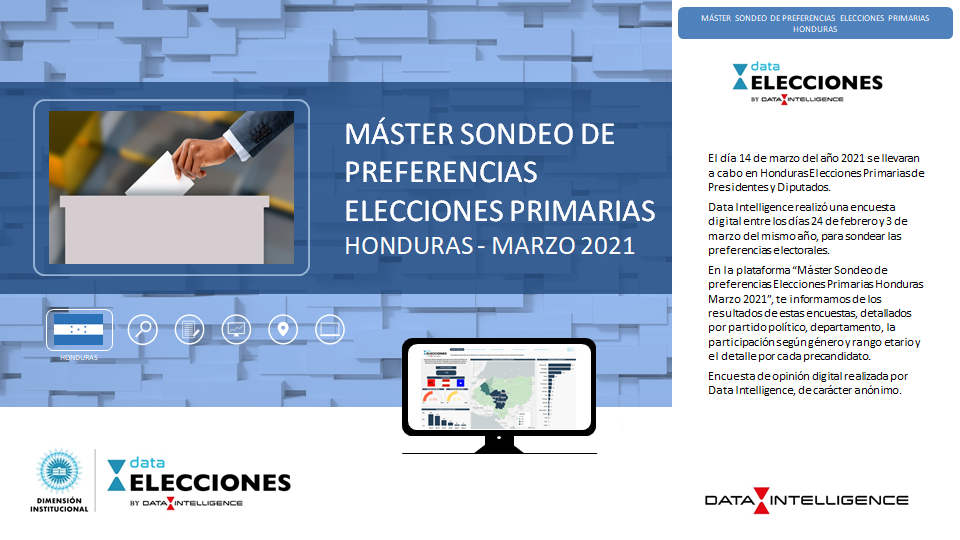 MÁSTER SONDEO DE
PREFERENCIAS
ELECCIONES PRIMARIAS
HONDURAS - MARZO 2021
HONDURAS
DIMENSIÓN
INSTITUCIONAL
data
ELECCIONES
BY DATA INTELLIGENCE
MÁSTER SONDEO DE PREFERENCIAS ELECCIONES PRIMARIAS
HONDURAS
data
ELECCIONES
BY DATA INTELLIGENCE
El día 14 de marzo del año 2021 se llevaran
a cabo en Honduras Elecciones Primarias de
Presidentes y Diputados.
Data Intelligence realizó una encuesta
digital entre los días 24 de febrero y 3 de
marzo del mismo año, para sondear las
preferencias electorales.
En la plataforma “Máster Sondeo de
preferencias Elecciones Primarias Honduras
Marzo 2021”, te informamos de los
resultados de estas encuestas, detallados
por partido político, departamento, la
participación según género y rango etario y
el detalle por cada precandidato.
Encuesta de opinión digital realizada por
Data Intelligence, de carácter anónimo.
DATA INTELLIGENCE